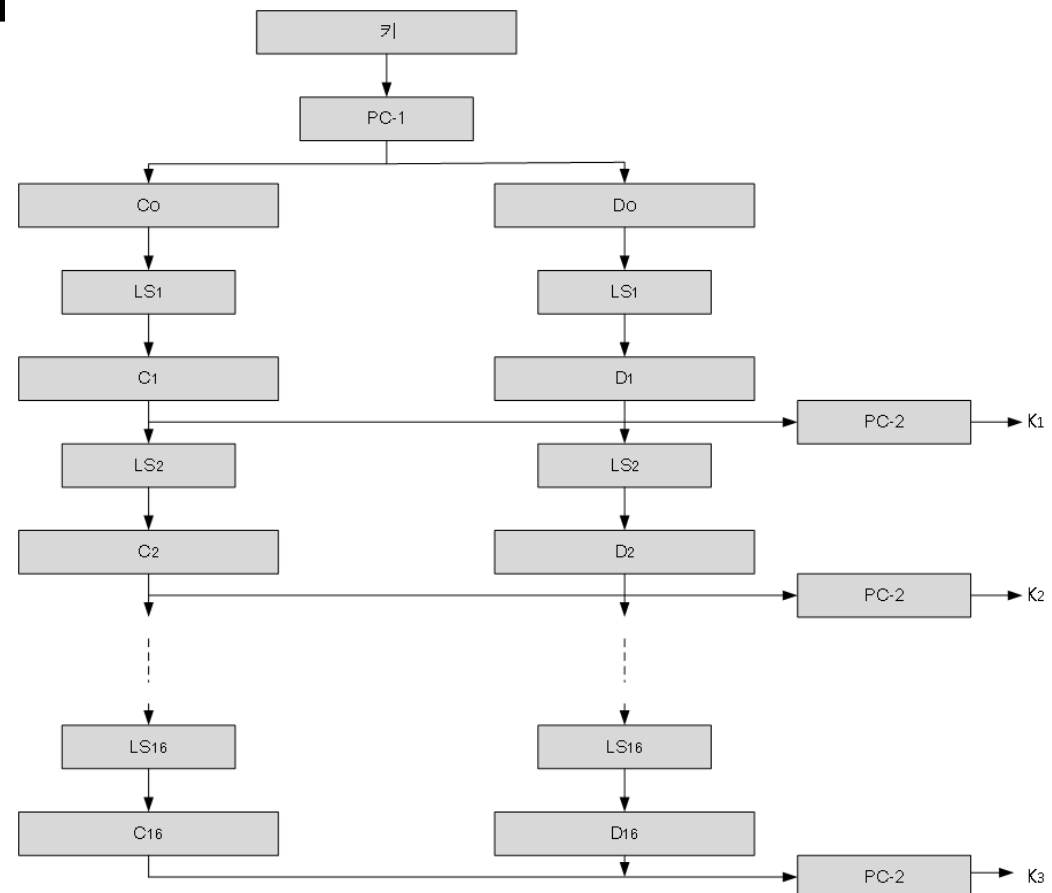 키
PC-1
C0 D0
LS1 LS1
C1 D1
PC-2 K1
LS2 LS2
C2 D2
PC-2 K2
LS16 LS16
C16 D16
PC-2 K3